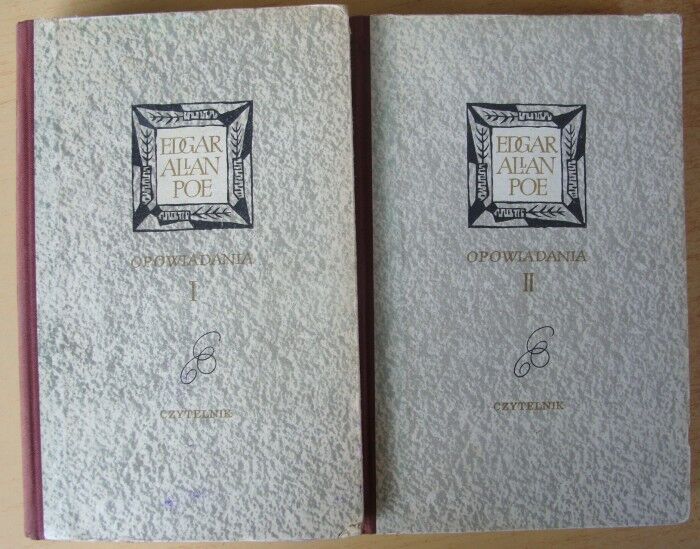 EDGAR
ALLAN
POE
OPOWIADANIA
I
CZYTELNIK
EDGAR
ALLAN
POE
OPOWIADANIA
II
CZYTELNIK